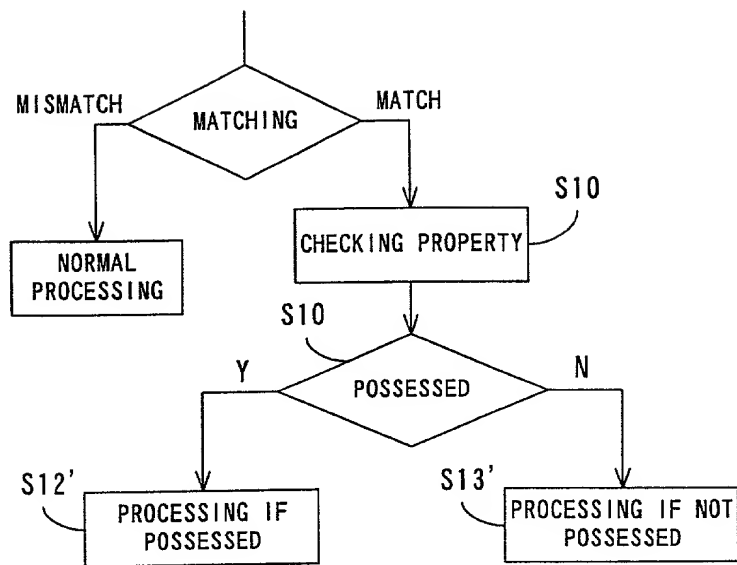 MISMATCH
MATCHING
MATCH
S10
NORMAL
PROCESSING
CHECKING PROPERTY
S10
Y
POSSESSED
N
S12'
PROCESSING IF
POSSESSED
S13'
PROCESSING IF NOT
POSSESSED